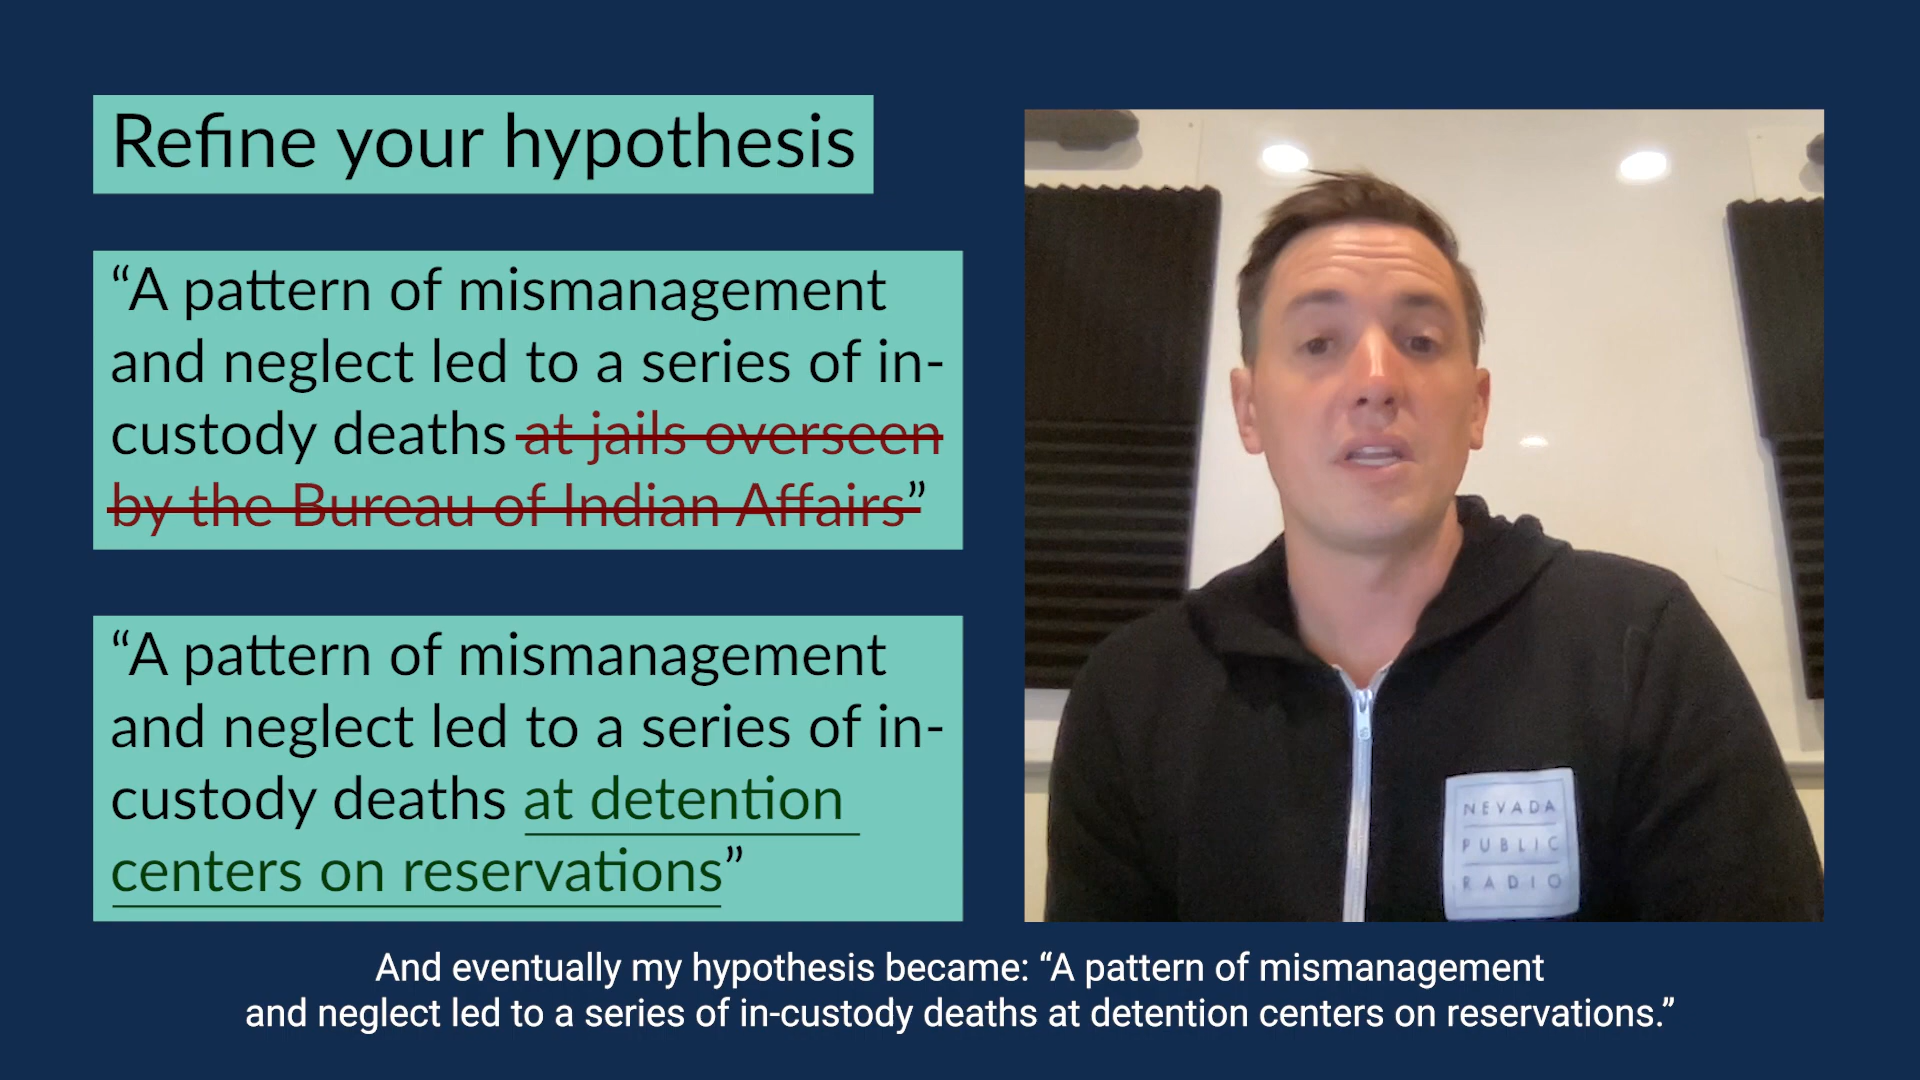 Refine your hypothesis
“A pattern of mismanagement
and neglect led to a series of in-
custody deaths at jails overseen
by the Bureau of Indian Affairs”
“A pattern of mismanagement
and neglect led to a series of in-
custody deaths at detention
centers on reservations”
NEVADA
PUBLIC
RADIO
And eventually my hypothesis became: “A pattern of mismanagement
and neglect led to a series of in-custody deaths at detention centers on reservations.”